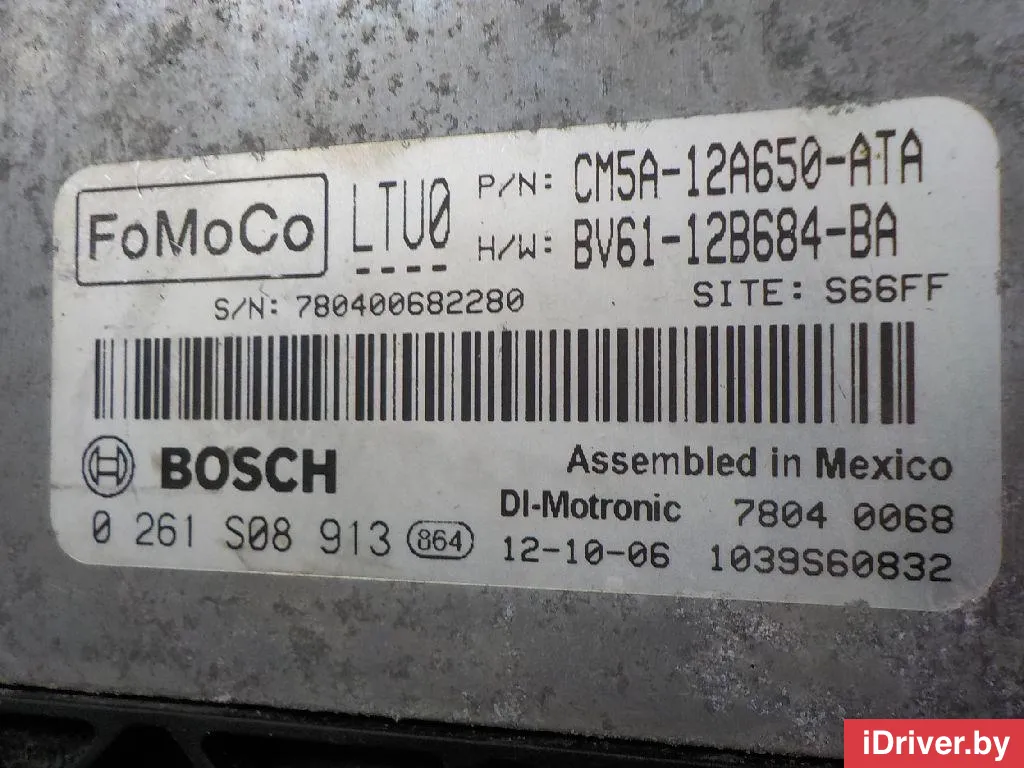 FoMoCo LTU0 P/N: CM5A-12A650-ATA
H/W: BV61-12B684-BA
S/N: 780400682280 SITE: S66FF
BOSCH Assembled in Mexico
DI-Motronic 7804 0068
0 261 S08 913 864 12-10-06 1039S60832
iDriver.by